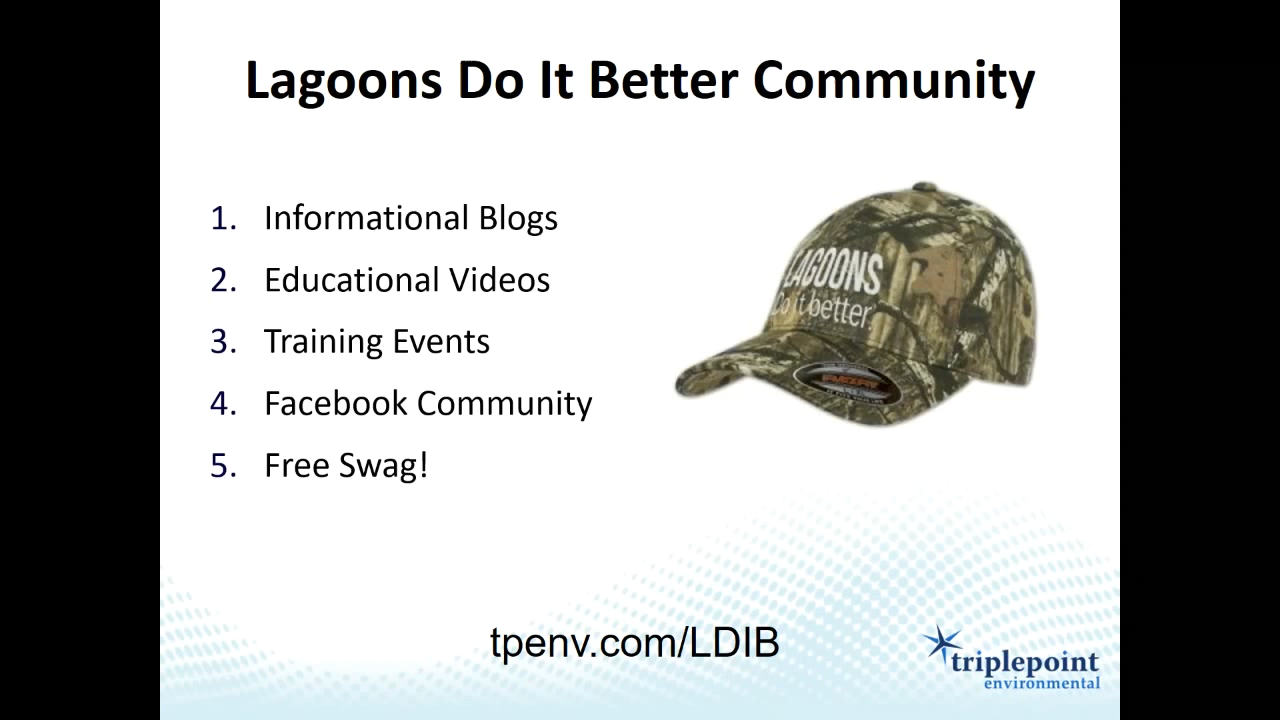 Lagoons Do It Better Community
1. Informational Blogs
2. Educational Videos
3. Training Events
4. Facebook Community
5. Free Swag!
LAGOONS
Do it better.
FLEXFIT
tpenv.com/LDIB
triplepoint
environmental